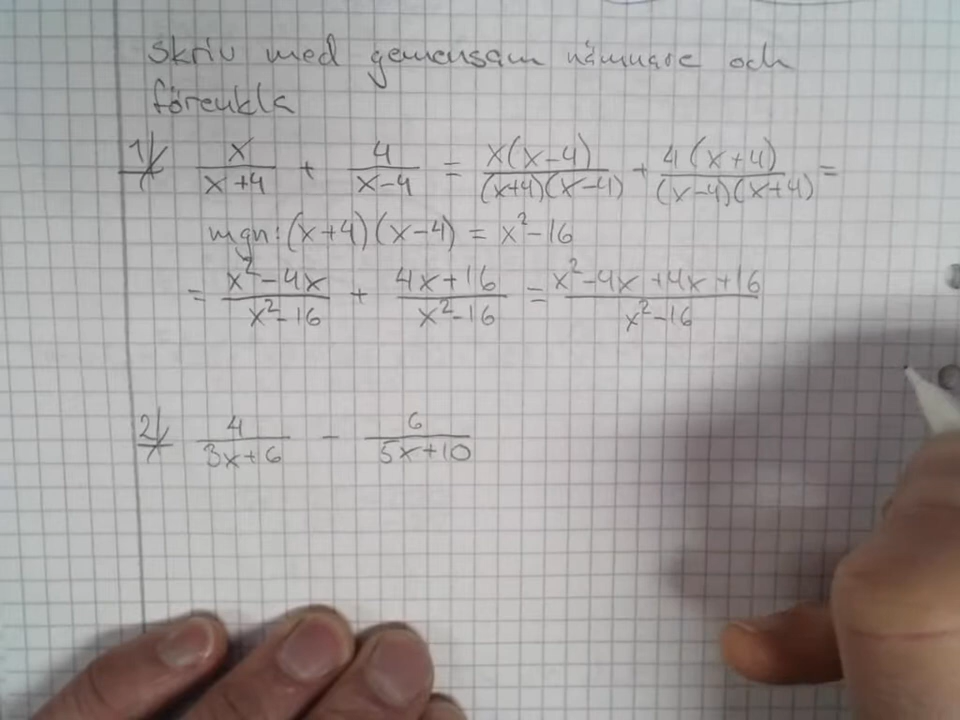 Skriv med gemensam nämnare och
förenkla
1/ x/(x+4) + 4/(x-4) = x(x-4)/((x+4)(x-4)) + 4(x+4)/((x-4)(x+4)) =
mgn: (x+4)(x-4) = x²-16
= (x²-4x)/(x²-16) + (4x+16)/(x²-16) = (x²-4x+4x+16)/(x²-16)
2/ 4/(3x+6) - 6/(5x+10)